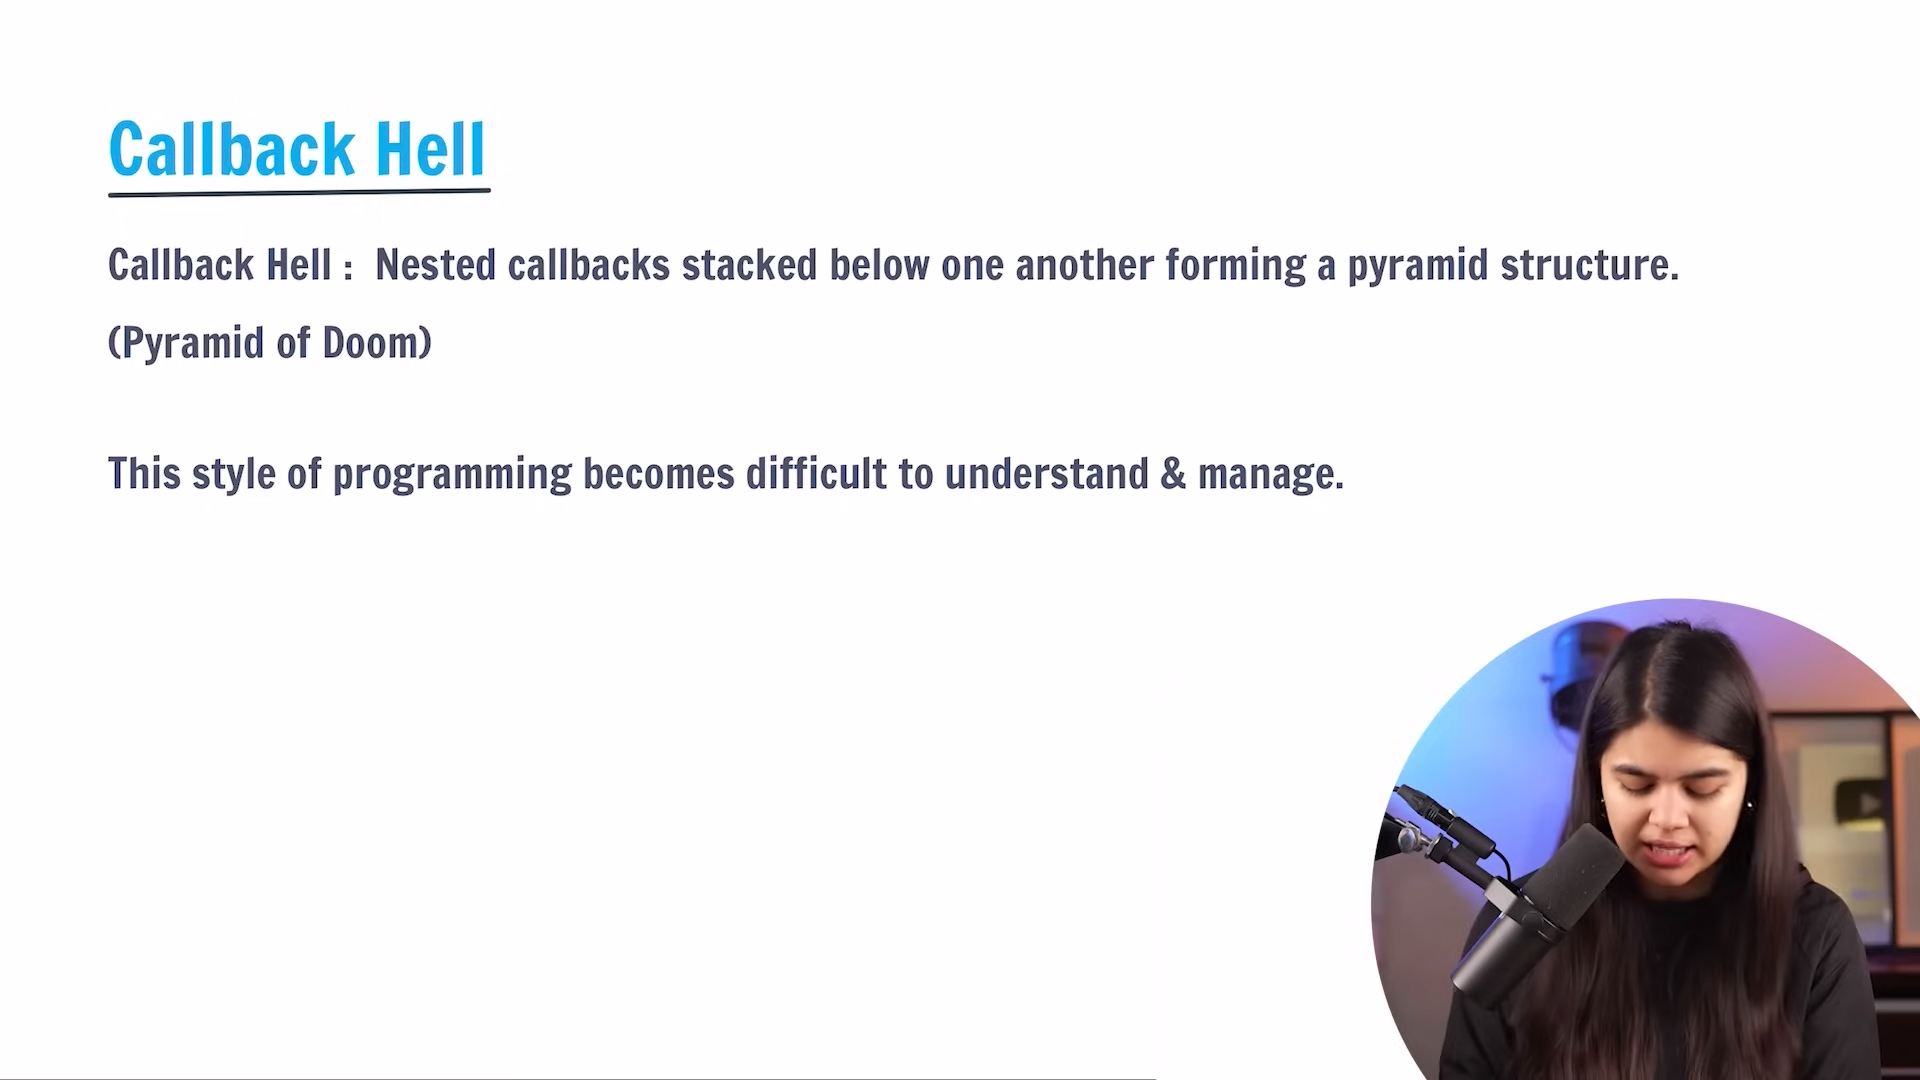 Callback Hell
Callback Hell : Nested callbacks stacked below one another forming a pyramid structure.
(Pyramid of Doom)
This style of programming becomes difficult to understand & manage.